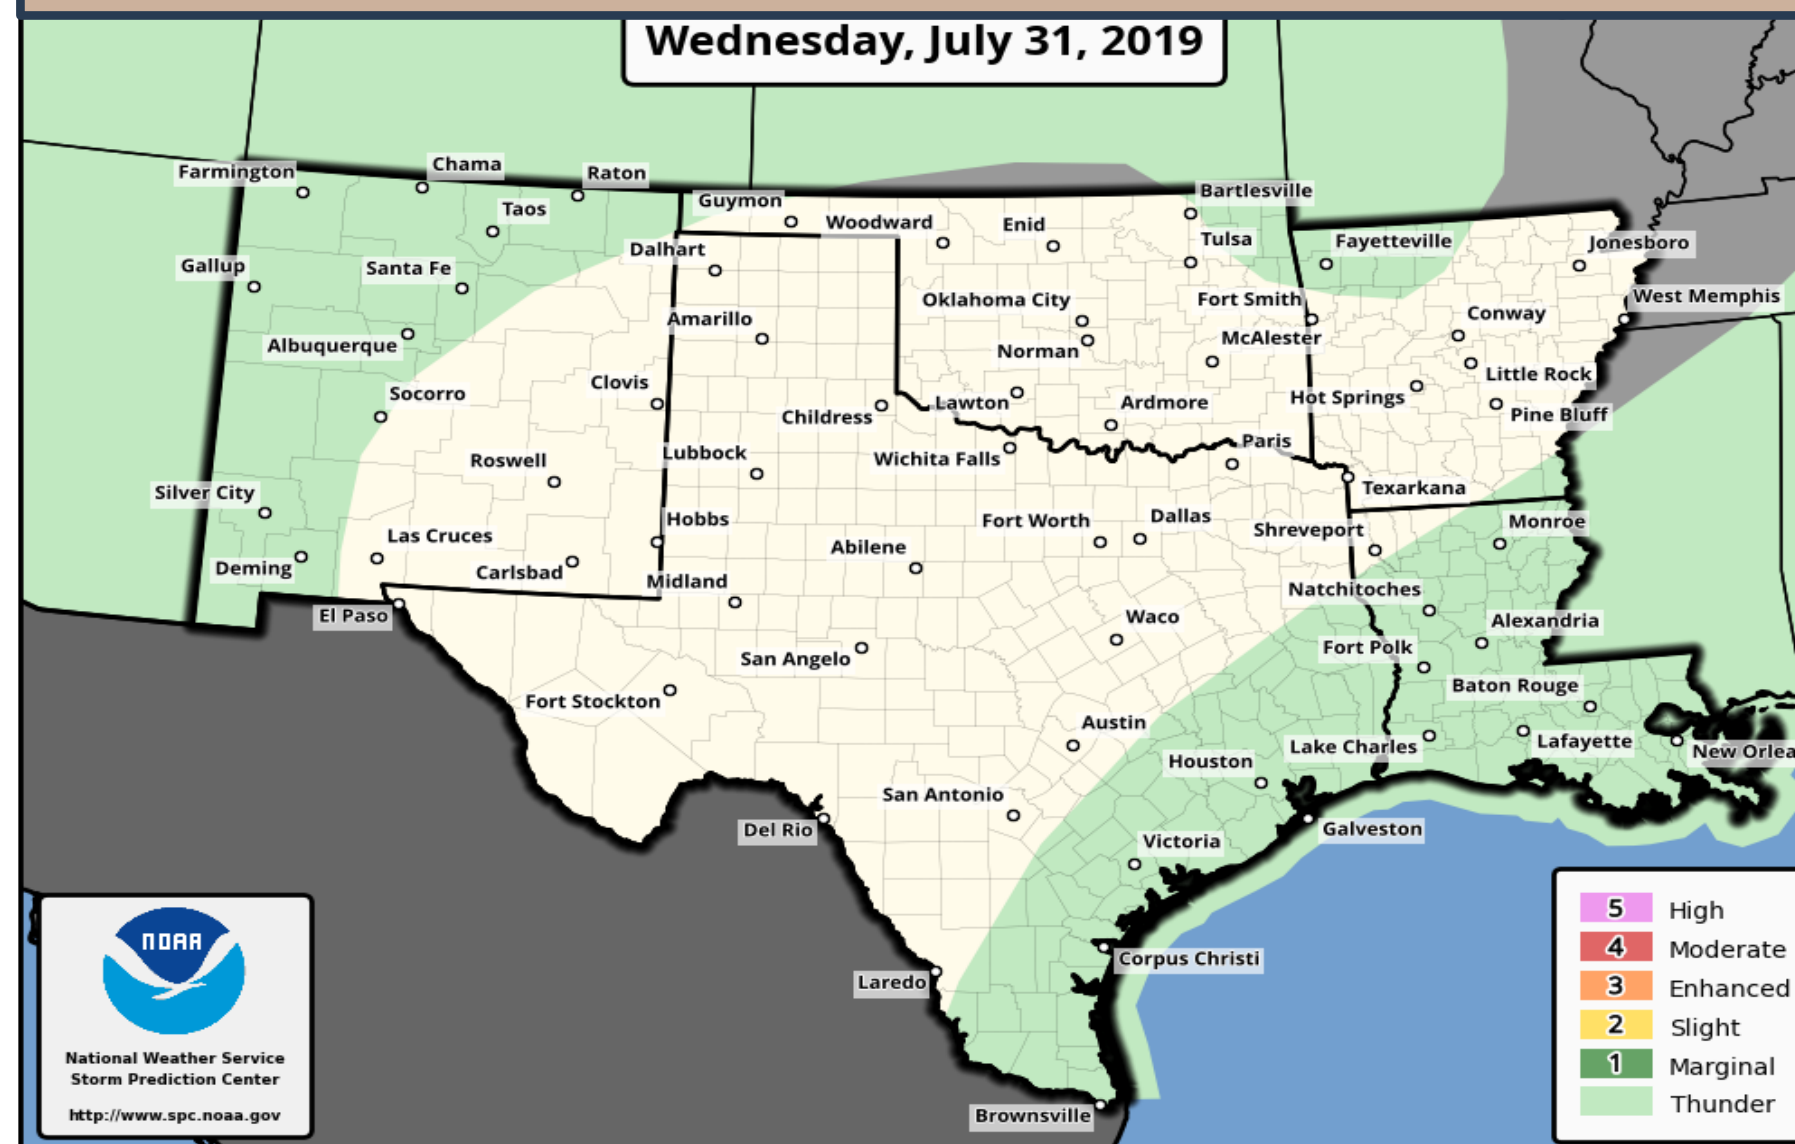 Wednesday, July 31, 2019
Farmington
Chama
Raton
Taos
Guymon
Woodward
Enid
Bartlesville
Tulsa
Fayetteville
Jonesboro
Gallup
Santa Fe
Dalhart
Oklahoma City
Fort Smith
West Memphis
Conway
Albuquerque
Amarillo
Norman
McAlester
Little Rock
Socorro
Clovis
Childress
Lawton
Ardmore
Hot Springs
Pine Bluff
Roswell
Lubbock
Wichita Falls
Paris
Texarkana
Silver City
Hobbs
Fort Worth
Dallas
Shreveport
Monroe
Las Cruces
Abilene
Deming
Carlsbad
Midland
Natchitoches
El Paso
Waco
Alexandria
San Angelo
Fort Polk
Fort Stockton
Baton Rouge
Austin
Lake Charles
Lafayette
New Orlea
Houston
San Antonio
Del Rio
Galveston
Victoria
Laredo
Corpus Christi
Brownsville
NOAA
National Weather Service
Storm Prediction Center
http://www.spc.noaa.gov
5 High
4 Moderate
3 Enhanced
2 Slight
1 Marginal
Thunder